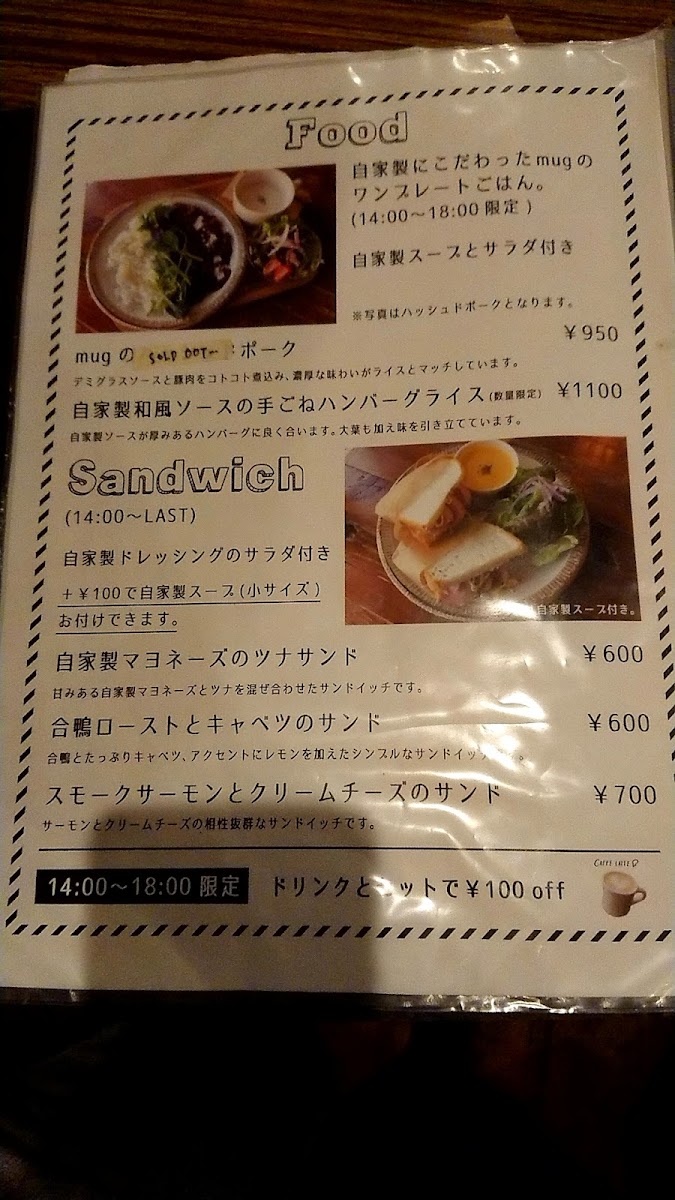 Food
自家製にこだわったmugの
ワンプレートごはん。
(14:00～18:00 限定 )
自家製スープとサラダ付き
※写真はハッシュドポークとなります。
mug の SOLD OUT ポーク ￥950
デミグラスソースと豚肉をコトコト煮込み、濃厚な味わいがライスとマッチしています。
自家製和風ソースの手ごねハンバーグライス(数量限定) ￥1100
自家製ソースが厚みあるハンバーグに良く合います。大葉も加え味を引き立てています。
Sandwich
(14:00～LAST)
自家製ドレッシングのサラダ付き
＋￥100で自家製スープ(小サイズ)
お付けできます。
自家製スープ付き。
自家製マヨネーズのツナサンド ￥600
甘みある自家製マヨネーズとツナを混ぜ合わせたサンドイッチです。
合鴨ローストとキャベツのサンド ￥600
合鴨とたっぷりキャベツ、アクセントにレモンを加えたシンプルなサンドイッチ
スモークサーモンとクリームチーズのサンド ￥700
サーモンとクリームチーズの相性抜群なサンドイッチです。
14:00～18:00 限定 ドリンクとセットで￥100 off
CAFFE LATTE